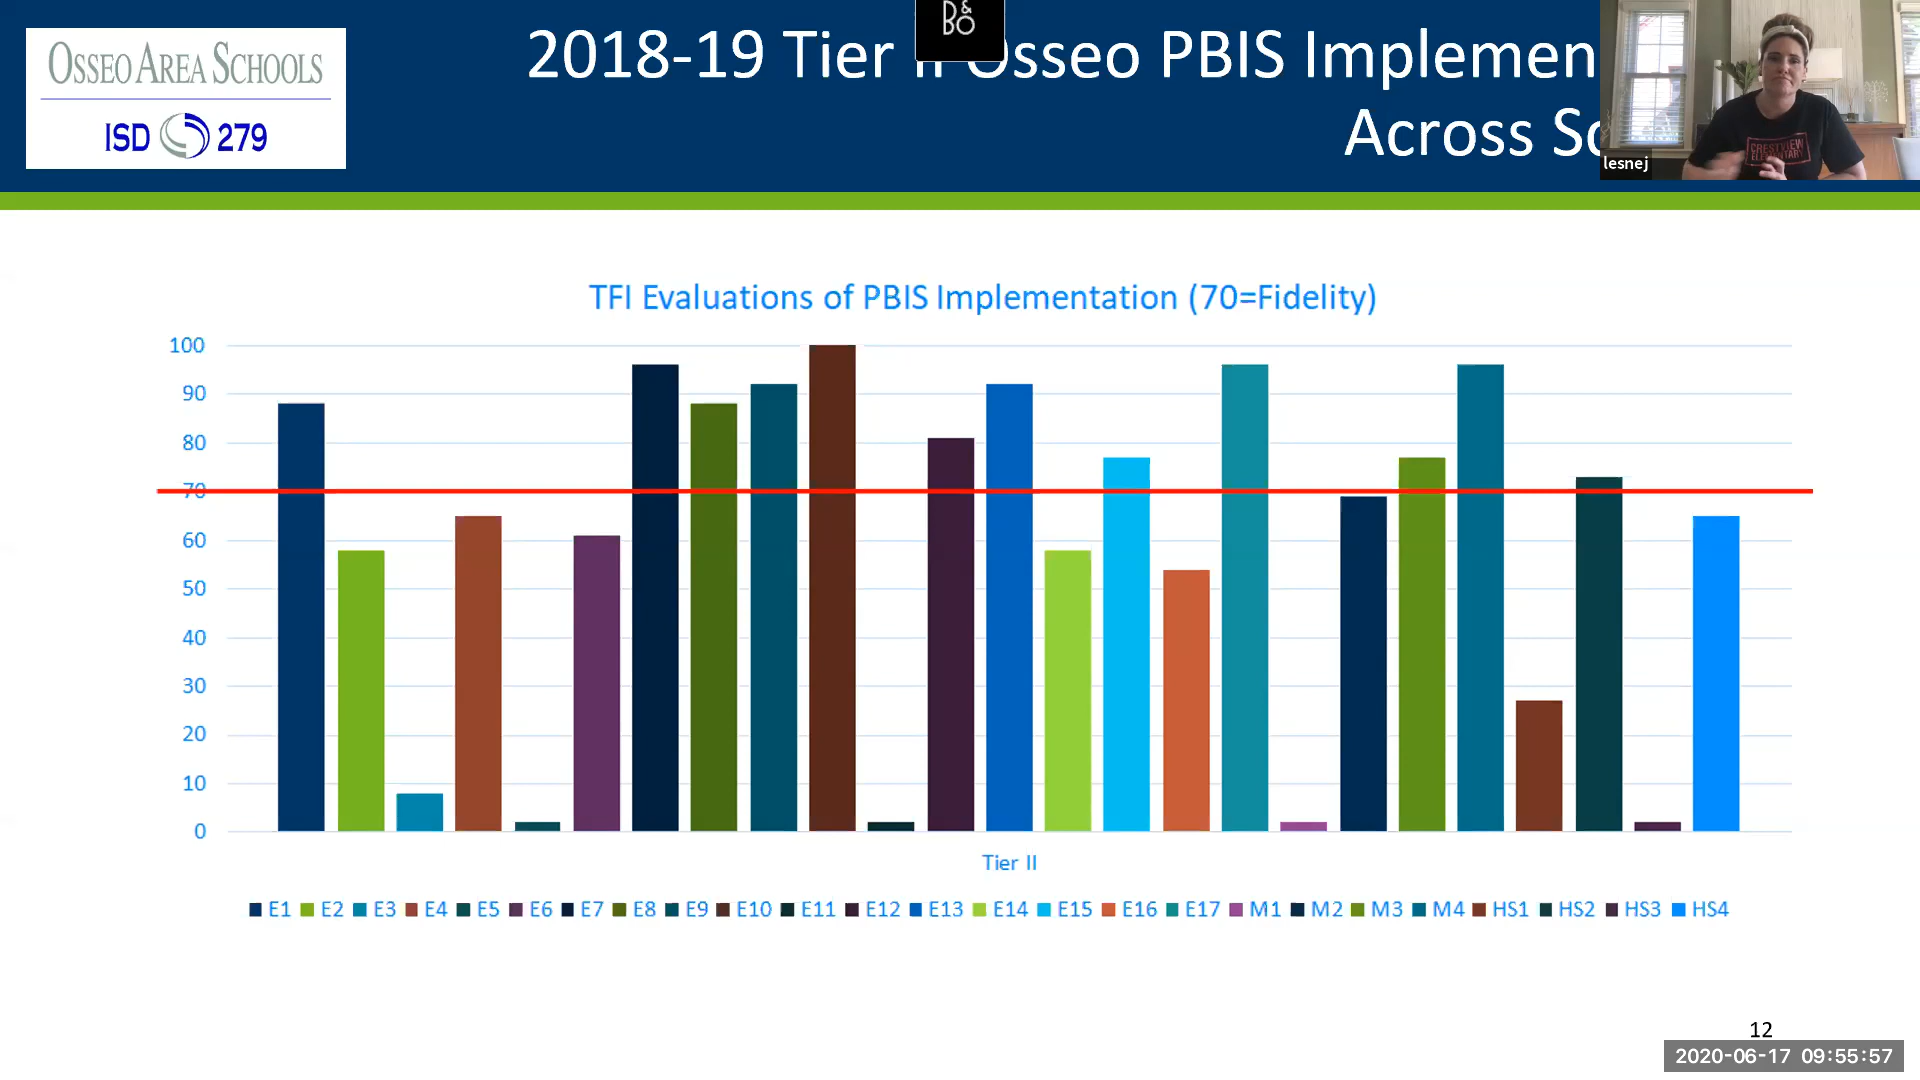 OSSEO AREA SCHOOLS
ISD 279
B&O
2018-19 Tier II Osseo PBIS Implemen
Across Sc
CRESTVIEW
ELEMENTARY
lesnej
TFI Evaluations of PBIS Implementation (70=Fidelity)
100
90
80
70
60
50
40
30
20
10
0
Tier II
E1 E2 E3 E4 E5 E6 E7 E8 E9 E10 E11 E12 E13 E14 E15 E16 E17 M1 M2 M3 M4 HS1 HS2 HS3 HS4
12
2020-06-17 09:55:57